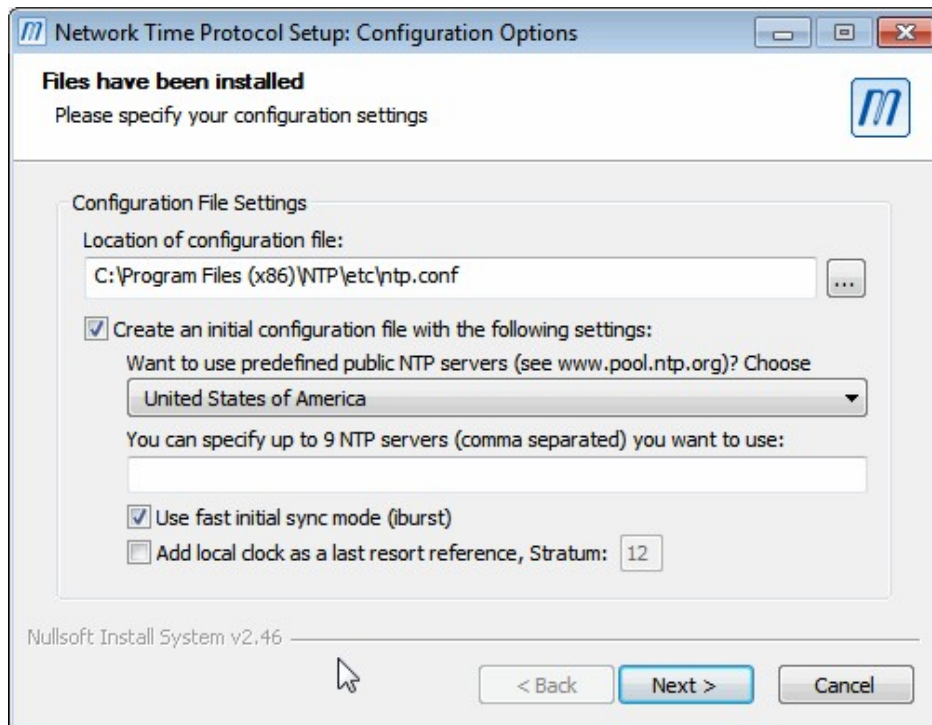 Network Time Protocol Setup: Configuration Options
Files have been installed
Please specify your configuration settings
Configuration File Settings
Location of configuration file:
C:\Program Files (x86)\NTP\etc\ntp.conf
...
Create an initial configuration file with the following settings:
Want to use predefined public NTP servers (see www.pool.ntp.org)? Choose
United States of America
You can specify up to 9 NTP servers (comma separated) you want to use:
Use fast initial sync mode (iburst)
Add local clock as a last resort reference, Stratum: 12
Nullsoft Install System v2.46
< Back Next > Cancel